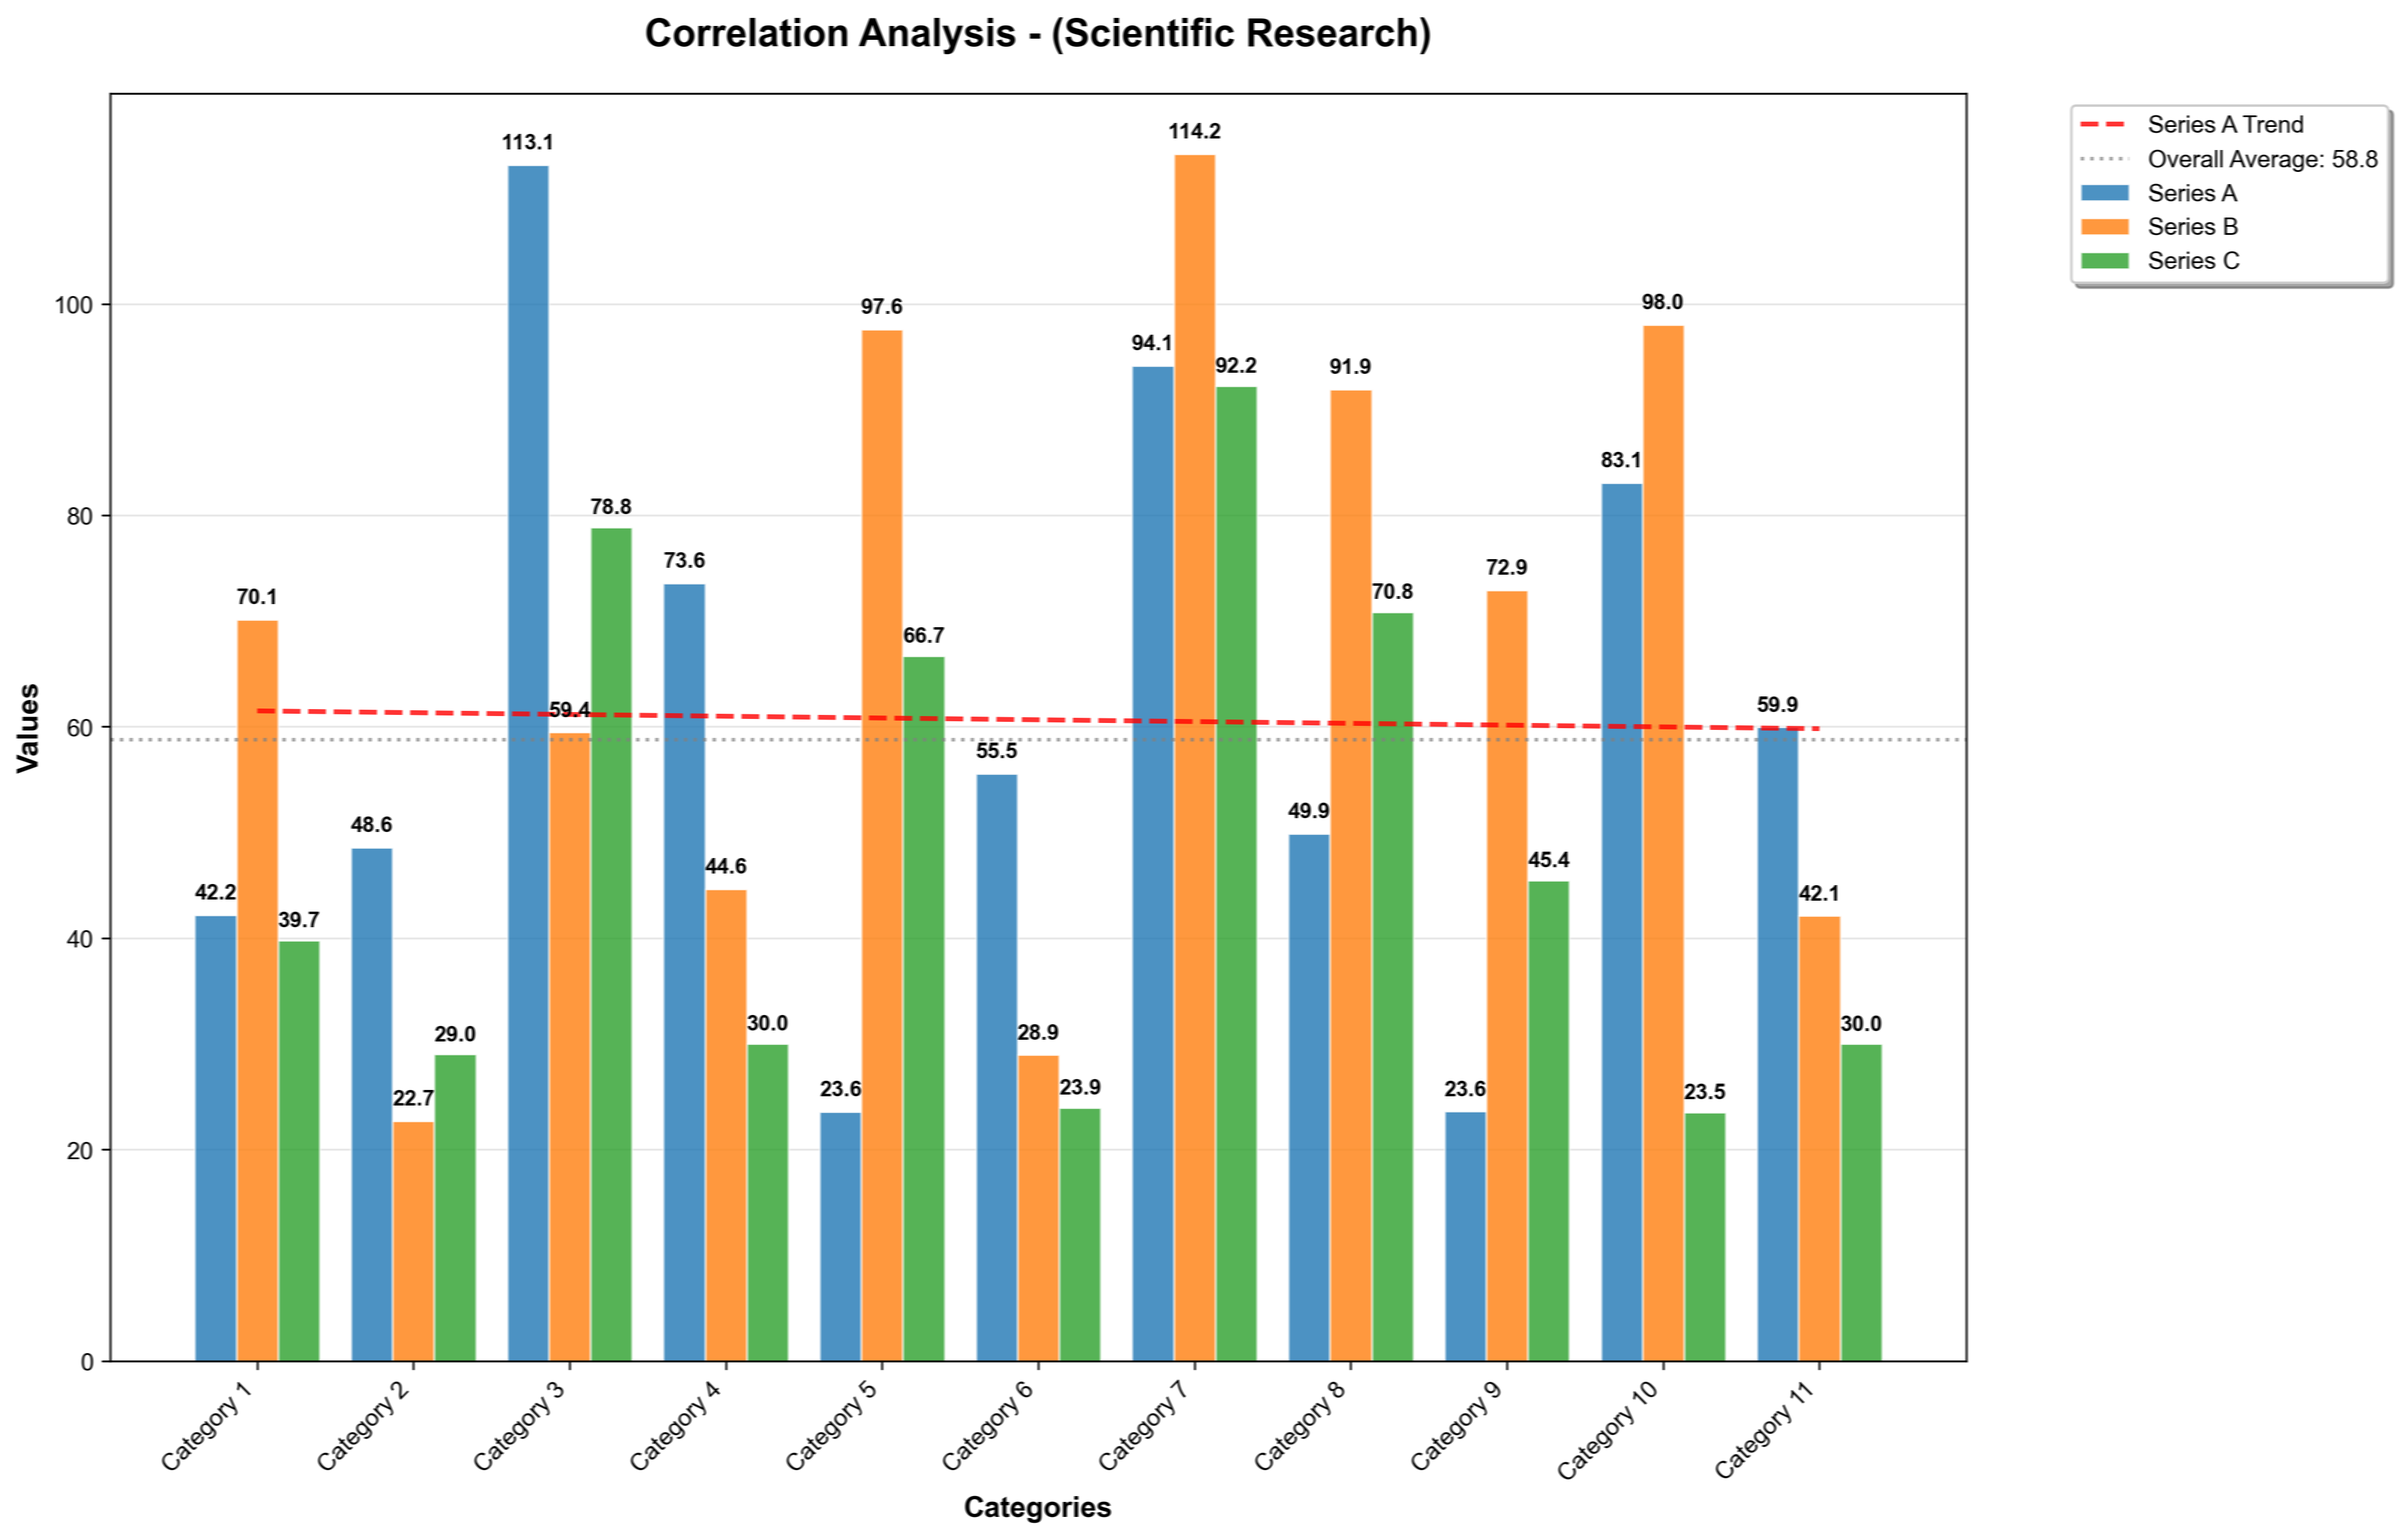 Correlation Analysis - (Scientific Research)
Series A Trend
Overall Average: 58.8
Series A
Series B
Series C
Values
100
80
60
40
20
0
42.2
70.1
39.7
48.6
22.7
29.0
113.1
59.4
78.8
73.6
44.6
30.0
23.6
97.6
66.7
55.5
28.9
23.9
94.1
114.2
92.2
49.9
91.9
70.8
23.6
72.9
45.4
83.1
98.0
23.5
59.9
42.1
30.0
Category 1
Category 2
Category 3
Category 4
Category 5
Category 6
Category 7
Category 8
Category 9
Category 10
Category 11
Categories